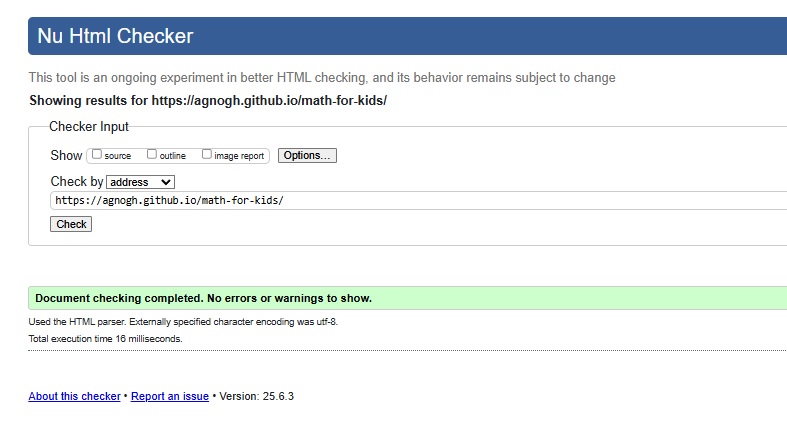 Nu Html Checker
This tool is an ongoing experiment in better HTML checking, and its behavior remains subject to change
Showing results for https://agnogh.github.io/math-for-kids/
Checker Input
Show source outline image report Options...
Check by address
https://agnogh.github.io/math-for-kids/
Check
Document checking completed. No errors or warnings to show.
Used the HTML parser. Externally specified character encoding was utf-8.
Total execution time 16 milliseconds.
About this checker • Report an issue • Version: 25.6.3